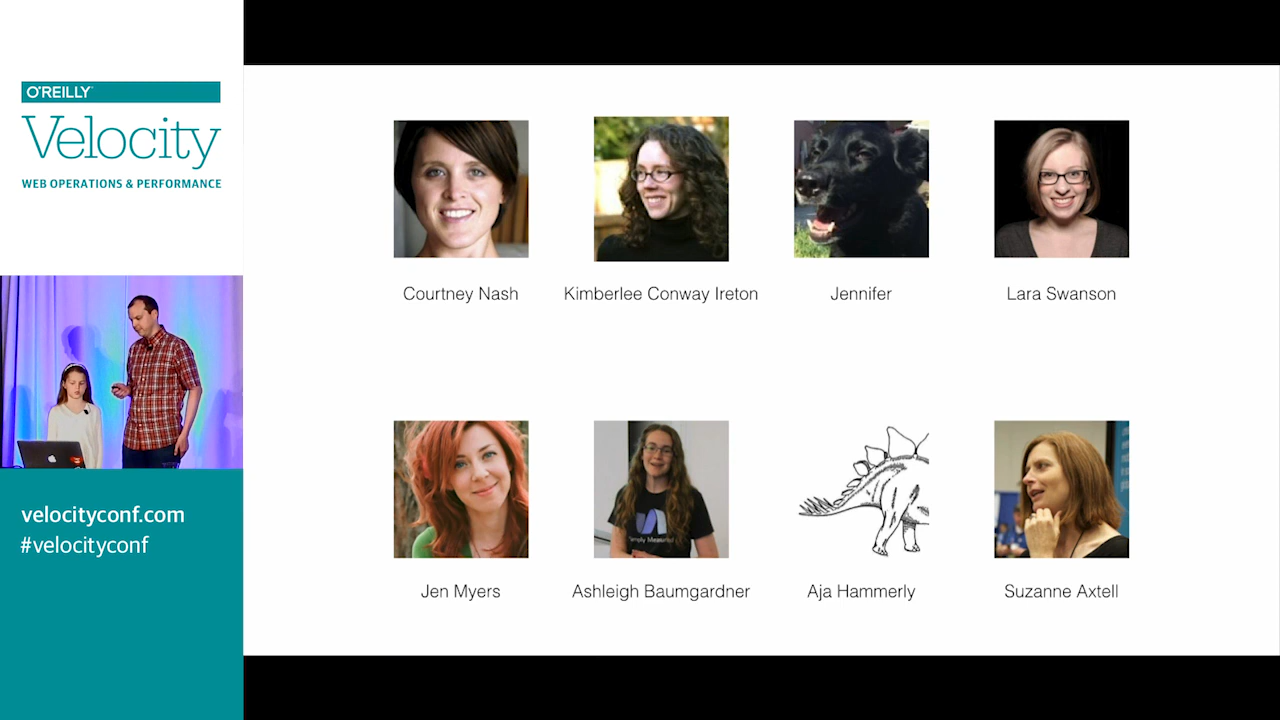 O'REILLY
Velocity
WEB OPERATIONS & PERFORMANCE
velocityconf.com
#velocityconf
Courtney Nash
Kimberlee Conway Ireton
Jennifer
Lara Swanson
Jen Myers
Ashleigh Baumgardner
Aja Hammerly
Suzanne Axtell